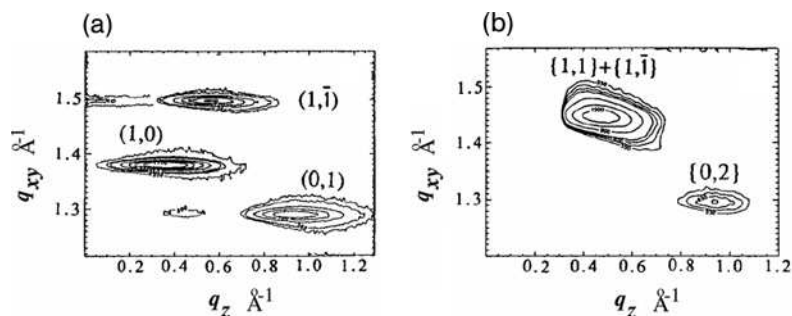 (a)
(1,1̄)
(1,0)
(0,1)
1.5
1.4
1.3
q_xy Å⁻¹
0.2 0.4 0.6 0.8 1.0 1.2
q_z Å⁻¹
(b)
{1,1}+{1,1̄}
{0,2}
1.5
1.4
1.3
q_xy Å⁻¹
0.2 0.4 0.6 0.8 1.0 1.2
q_z Å⁻¹